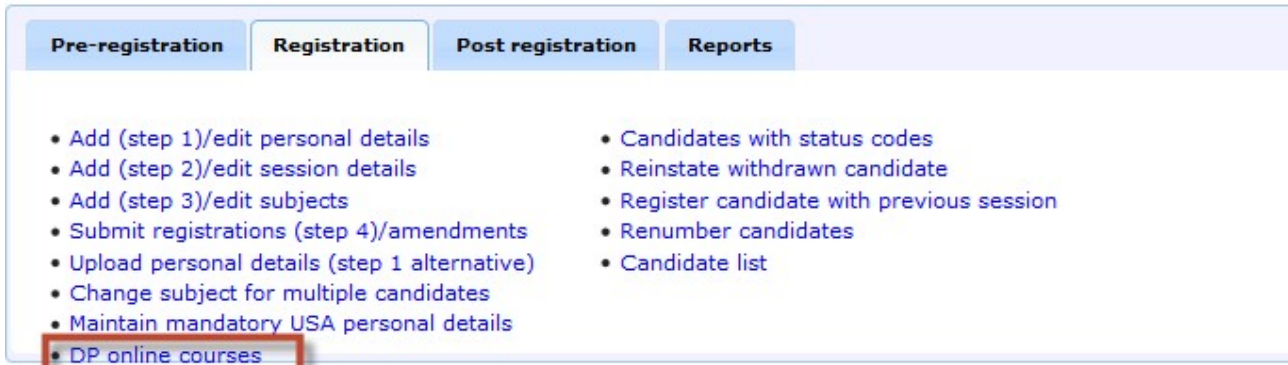 Pre-registration Registration Post registration Reports
• Add (step 1)/edit personal details
• Add (step 2)/edit session details
• Add (step 3)/edit subjects
• Submit registrations (step 4)/amendments
• Upload personal details (step 1 alternative)
• Change subject for multiple candidates
• Maintain mandatory USA personal details
• DP online courses
• Candidates with status codes
• Reinstate withdrawn candidate
• Register candidate with previous session
• Renumber candidates
• Candidate list